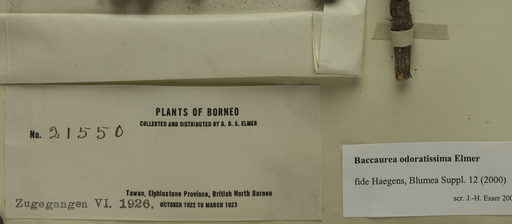 PLANTS OF BORNEO
COLLECTED AND DISTRIBUTED BY A. D. E. ELMER
No. 21550
Tawao, Elphinstone Province, British North Borneo
Zugegangen VI. 1926. OCTOBER 1922 TO MARCH 1923
Baccaurea odoratissima Elmer
fide Haegens, Blumea Suppl. 12 (2000)
scr. J.-H. Esser 200